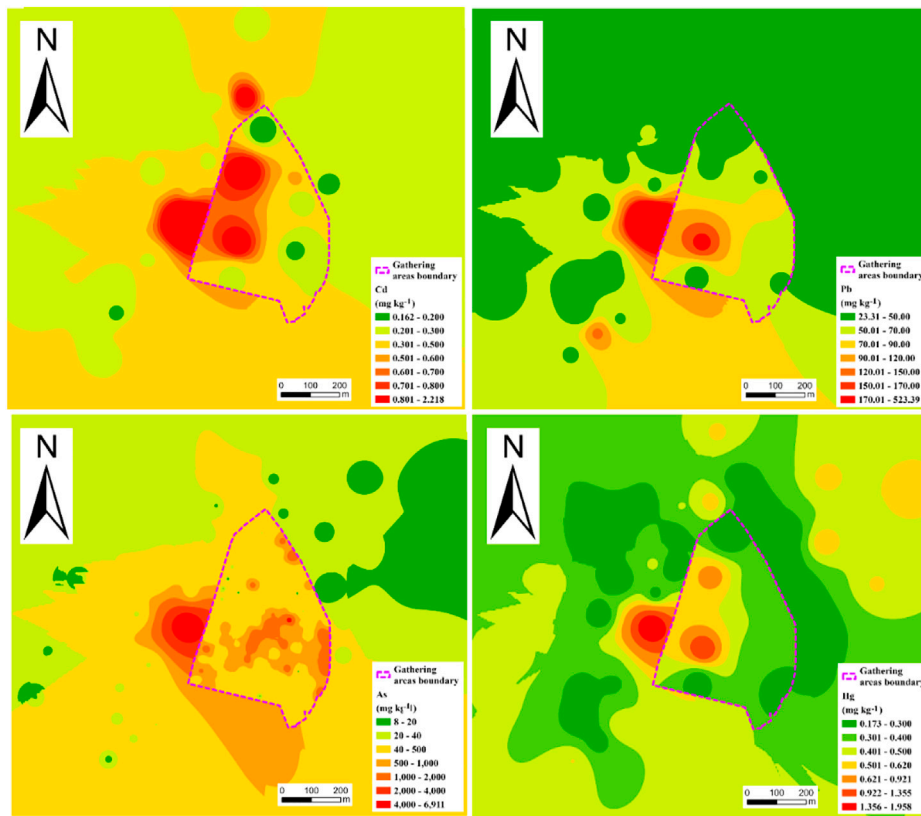 N
Gathering
areas boundary
Cd
(mg kg-1)
0.162 - 0.200
0.201 - 0.300
0.301 - 0.500
0.501 - 0.600
0.601 - 0.700
0.701 - 0.800
0.801 - 2.218
0 100 200
m
N
Gathering
areas boundary
Pb
(mg kg-1)
23.31 - 50.00
50.01 - 70.00
70.01 - 90.00
90.01 - 120.00
120.01 - 150.00
150.01 - 170.00
170.01 - 523.39
0 100 200
m
N
Gathering
areas boundary
As
(mg kg-1)
8 - 20
20 - 40
40 - 500
500 - 1,000
1,000 - 2,000
2,000 - 4,000
4,000 - 6,911
0 100 200
m
N
Gathering
areas boundary
Hg
(mg kg-1)
0.173 - 0.300
0.301 - 0.400
0.401 - 0.500
0.501 - 0.620
0.621 - 0.921
0.922 - 1.355
1.356 - 1.958
0 100 200
m